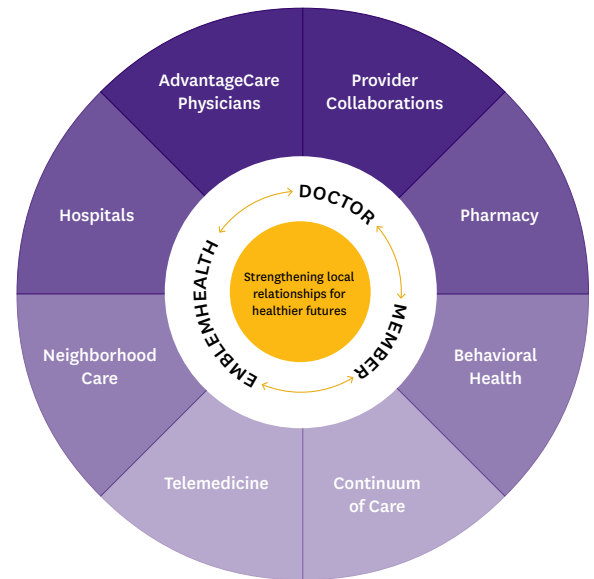 AdvantageCare
Physicians
Provider
Collaborations
Hospitals
Pharmacy
DOCTOR
EMBLEMHEALTH
MEMBER
Strengthening local
relationships for
healthier futures
Neighborhood
Care
Behavioral
Health
Telemedicine
Continuum
of Care